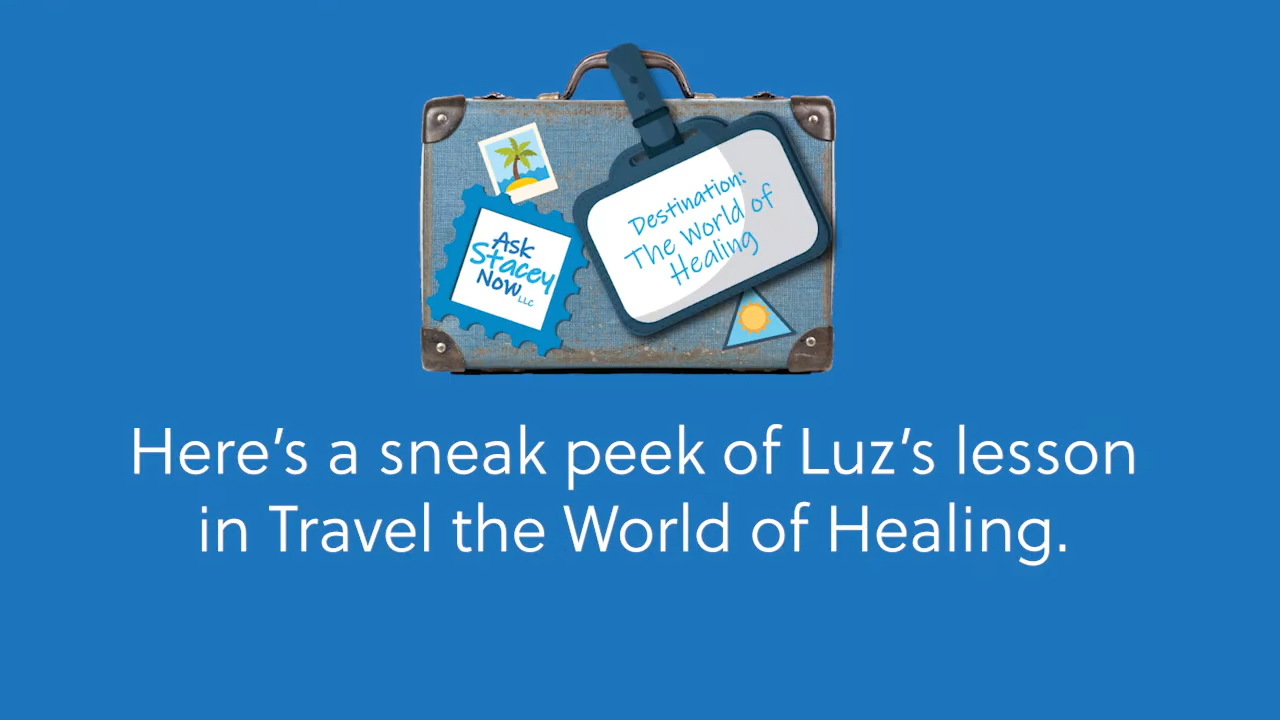 Destination:
The World of
Healing
Ask
Stacey
Now LLC
Here's a sneak peek of Luz's lesson
in Travel the World of Healing.